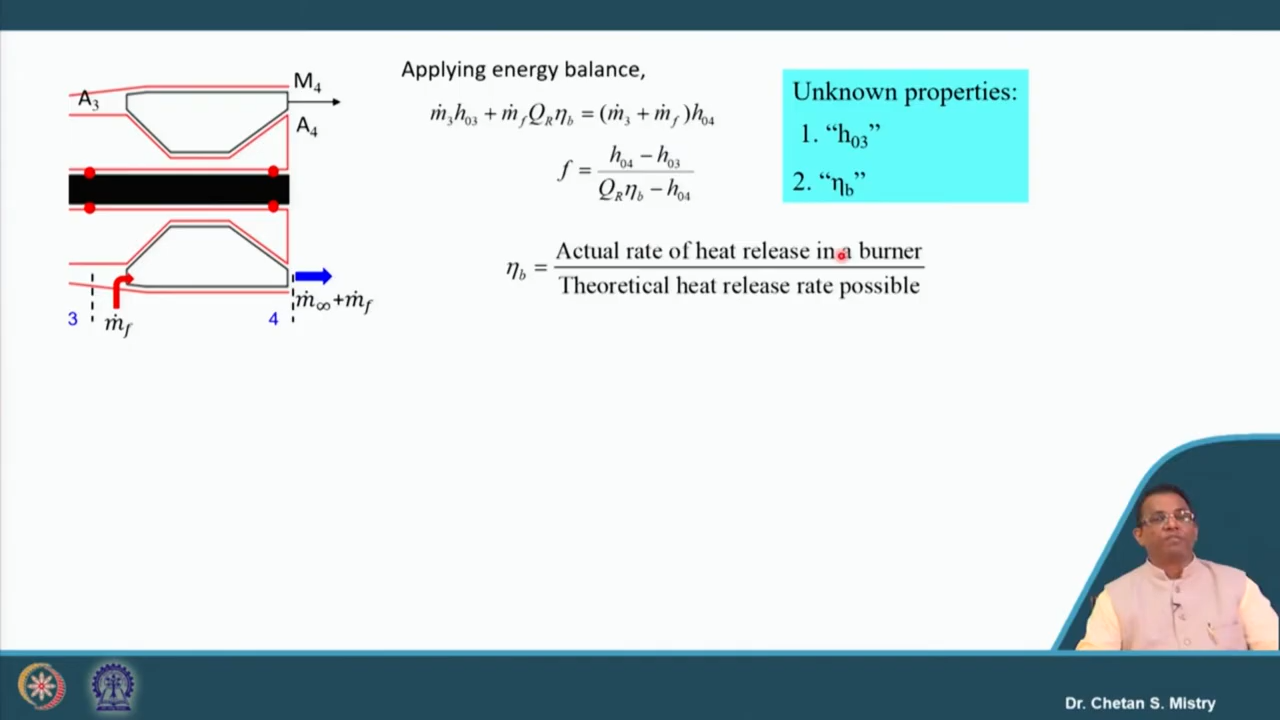 A₃
M₄
A₄
3
ṁ_f
4
ṁ_∞+ṁ_f
Applying energy balance,
ṁ₃h₀₃ + ṁ_f Q_R η_b = (ṁ₃ + ṁ_f)h₀₄
f = (h₀₄ − h₀₃) / (Q_R η_b − h₀₄)
Unknown properties:
1. “h₀₃”
2. “η_b”
η_b = Actual rate of heat release in a burner
Theoretical heat release rate possible
Dr. Chetan S. Mistry